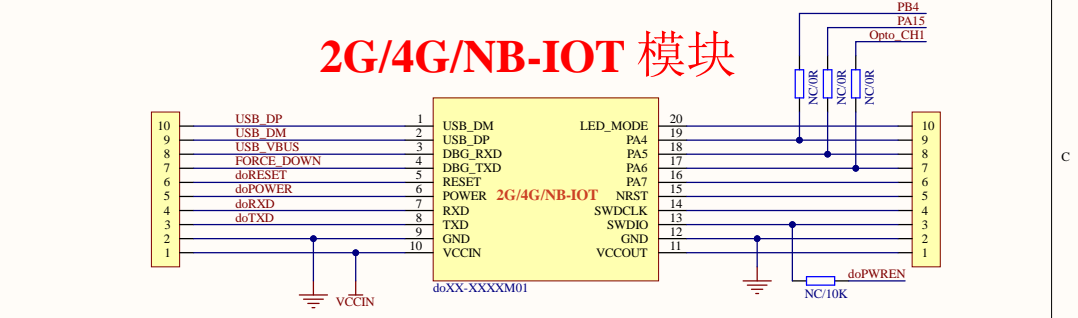 PB4
PA15
Opto_CH1
2G/4G/NB-IOT 模块
NC/0R
NC/0R
NC/0R
10 USB_DP 1 USB_DM LED_MODE 20 10
9 USB_DM 2 USB_DP PA4 19 9
8 USB_VBUS 3 DBG_RXD PA5 18 8
7 FORCE_DOWN 4 DBG_TXD PA6 17 7
6 doRESET 5 RESET PA7 16 6
5 doPOWER 6 POWER 2G/4G/NB-IOT NRST 15 5
4 doRXD 7 RXD SWDCLK 14 4
3 doTXD 8 TXD SWDIO 13 3
2 9 GND GND 12 2
1 10 VCCIN VCCOUT 11 1
C
doPWREN
doXX-XXXXM01
NC/10K
VCCIN